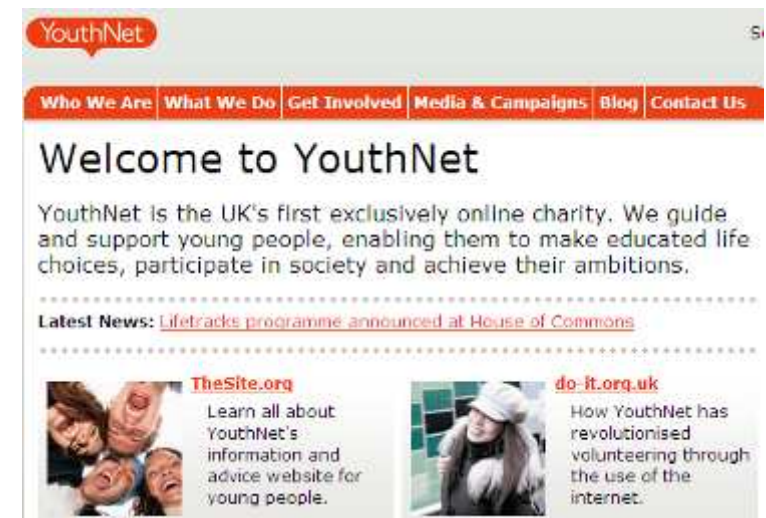 YouthNet
Who We Are What We Do Get Involved Media & Campaigns Blog Contact Us
Welcome to YouthNet
YouthNet is the UK's first exclusively online charity. We guide
and support young people, enabling them to make educated life
choices, participate in society and achieve their ambitions.
Latest News: Lifetracks programme announced at House of Commons
TheSite.org
Learn all about
YouthNet's
information and
advice website for
young people.
do-it.org.uk
How YouthNet has
revolutionised
volunteering through
the use of the
internet.